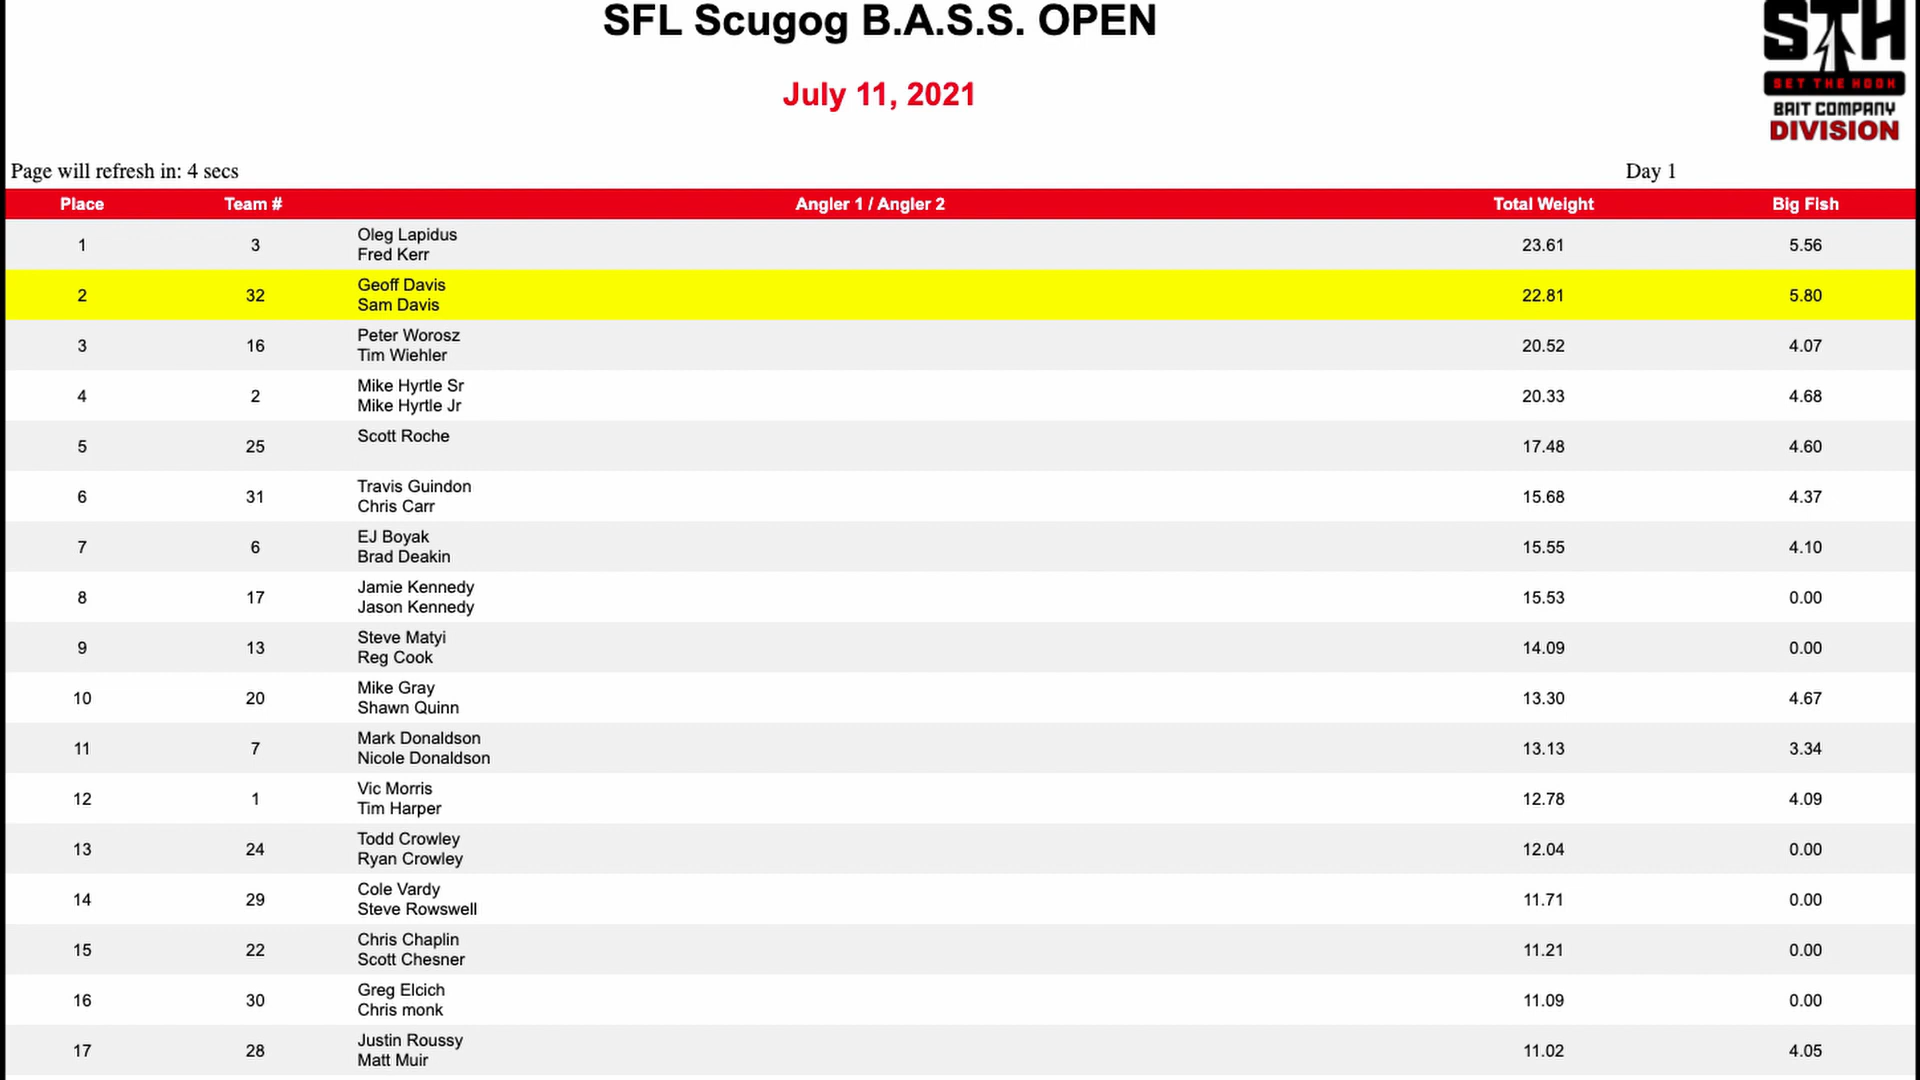 SFL Scugog B.A.S.S. OPEN
July 11, 2021
STH
SET THE HOOK
BAIT COMPANY
DIVISION
Page will refresh in: 4 secs Day 1
Place Team # Angler 1 / Angler 2 Total Weight Big Fish
1 3 Oleg Lapidus 23.61 5.56
Fred Kerr
2 32 Geoff Davis 22.81 5.80
Sam Davis
3 16 Peter Worosz 20.52 4.07
Tim Wiehler
4 2 Mike Hyrtle Sr 20.33 4.68
Mike Hyrtle Jr
5 25 Scott Roche 17.48 4.60
6 31 Travis Guindon 15.68 4.37
Chris Carr
7 6 EJ Boyak 15.55 4.10
Brad Deakin
8 17 Jamie Kennedy 15.53 0.00
Jason Kennedy
9 13 Steve Matyi 14.09 0.00
Reg Cook
10 20 Mike Gray 13.30 4.67
Shawn Quinn
11 7 Mark Donaldson 13.13 3.34
Nicole Donaldson
12 1 Vic Morris 12.78 4.09
Tim Harper
13 24 Todd Crowley 12.04 0.00
Ryan Crowley
14 29 Cole Vardy 11.71 0.00
Steve Rowswell
15 22 Chris Chaplin 11.21 0.00
Scott Chesner
16 30 Greg Elcich 11.09 0.00
Chris monk
17 28 Justin Roussy 11.02 4.05
Matt Muir